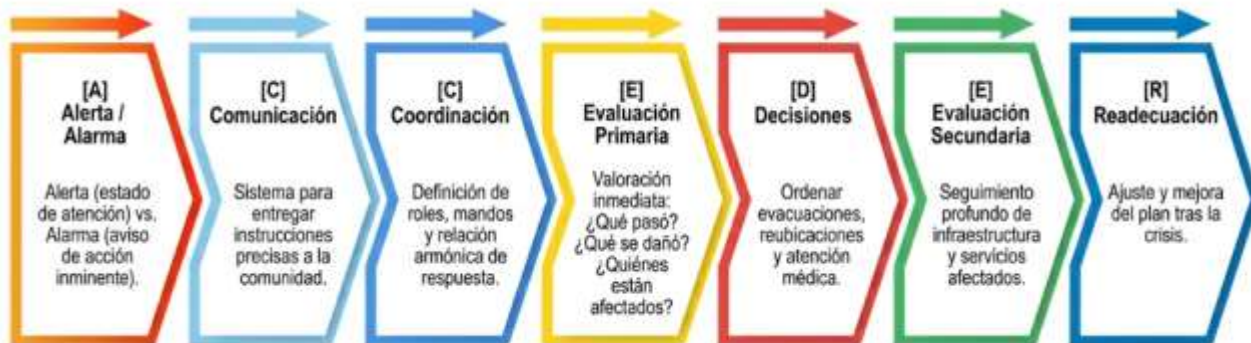 [A]
Alerta /
Alarma
Alerta (estado
de atención) vs.
Alarma (aviso
de acción
inminente).
[C]
Comunicación
Sistema para
entregar
instrucciones
precisas a la
comunidad.
[C]
Coordinación
Definición de
roles, mandos
y relación
armónica de
respuesta.
[E]
Evaluación
Primaria
Valoración
inmediata:
¿Qué pasó?
¿Qué se dañó?
¿Quiénes
están
afectados?
[D]
Decisiones
Ordenar
evacuaciones,
reubicaciones
y atención
médica.
[E]
Evaluación
Secundaria
Seguimiento
profundo de
infraestructura
y servicios
afectados.
[R]
Readecuación
Ajuste y mejora
del plan tras la
crisis.